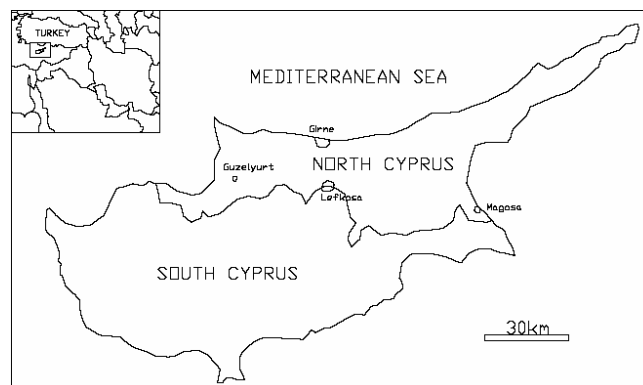 TURKEY
MEDITERRANEAN SEA
Girne
NORTH CYPRUS
Guzelyurt
Lefkosa
Magosa
SOUTH CYPRUS
30km